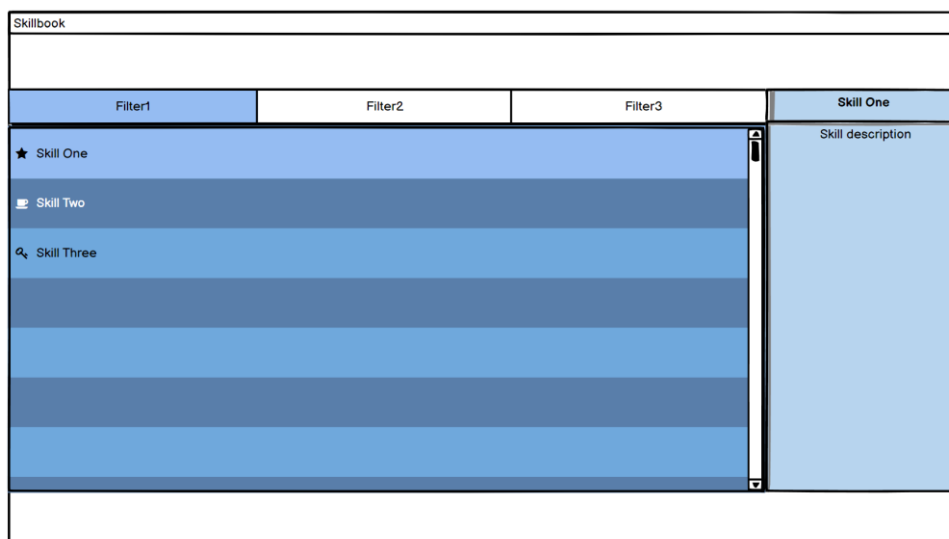 Skillbook
Filter1
Filter2
Filter3
Skill One
Skill One
Skill description
Skill Two
Skill Three